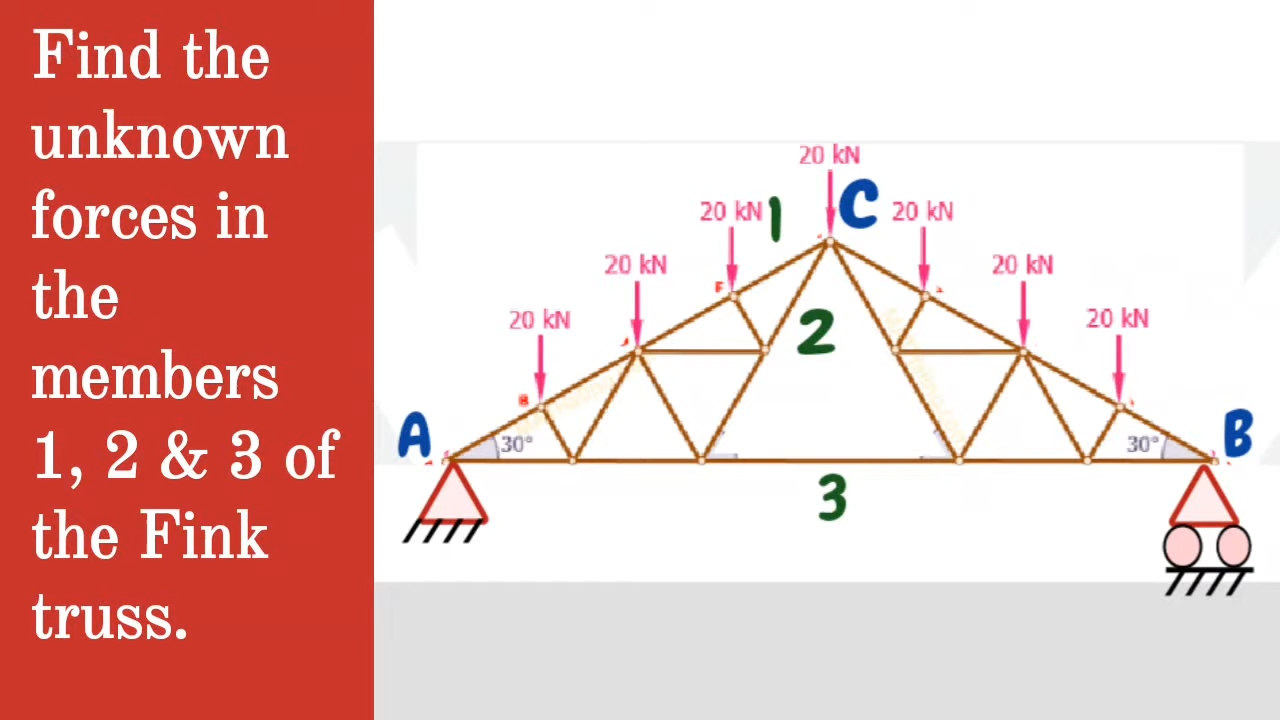 Find the
unknown
forces in
the
members
1, 2 & 3 of
the Fink
truss.
20 kN
20 kN
1
C
20 kN
20 kN
20 kN
20 kN
20 kN
2
B
A
30°
30°
B
3